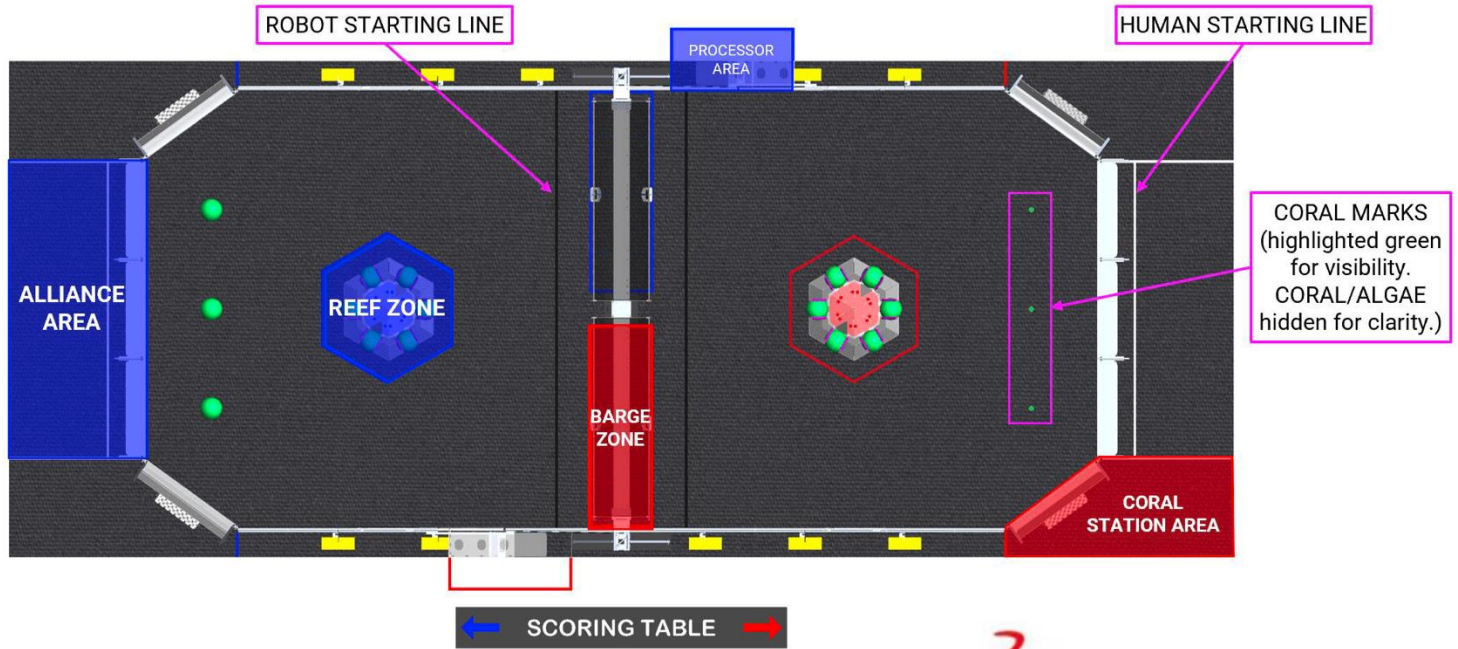 ROBOT STARTING LINE
HUMAN STARTING LINE
PROCESSOR
AREA
ALLIANCE
AREA
REEF ZONE
BARGE
ZONE
CORAL MARKS
(highlighted green
for visibility.
CORAL/ALGAE
hidden for clarity.)
CORAL
STATION AREA
SCORING TABLE